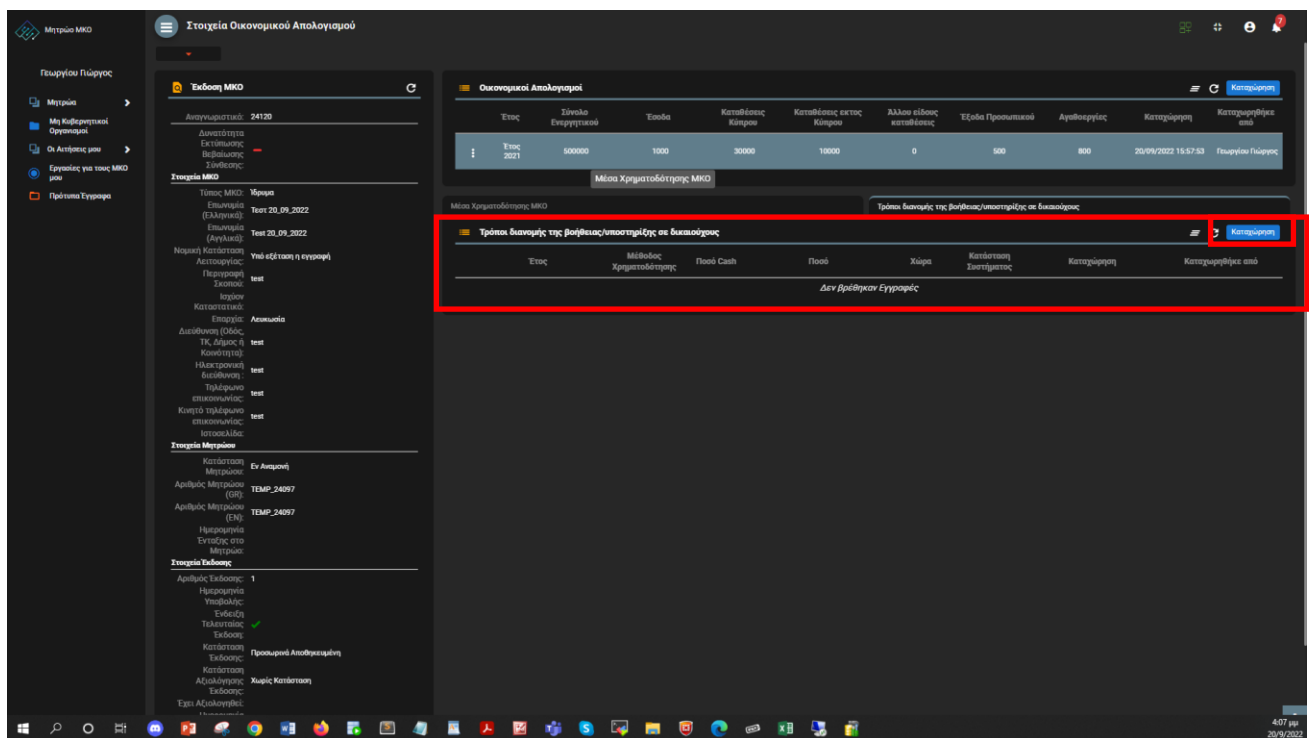 Μητρώο ΜΚΟ
Στοιχεία Οικονομικού Απολογισμού
7
Γεωργίου Γιώργος
Μητρώα
Μη Κυβερνητικοί
Οργανισμοί
Οι Αιτήσεις μου
Εργασίες για τους ΜΚΟ
μου
Πρότυπα Έγγραφα
Έκδοση ΜΚΟ
Αναγνωριστικό: 24120
Δυνατότητα
Εκτύπωσης
Βεβαίωσης
Σύνθεσης:
Στοιχεία ΜΚΟ
Τύπος ΜΚΟ: Ίδρυμα
Επωνυμία
(Ελληνικά): Τεστ 20_09_2022
Επωνυμία
(Αγγλικά): Test 20_09_2022
Νομική Κατάσταση
Λειτουργίας: Υπό εξέταση η εγγραφή
Περιγραφή
Σκοπού: test
Ισχύον
Καταστατικό:
Επαρχία: Λευκωσία
Διεύθυνση (Οδός,
ΤΚ, Δήμος ή
Κοινότητα): test
Ηλεκτρονική
διεύθυνση : test
Τηλέφωνο
επικοινωνίας: test
Κινητό τηλέφωνο
επικοινωνίας: test
Ιστοσελίδα:
Στοιχεία Μητρώου
Κατάσταση
Μητρώου: Εν Αναμονή
Αριθμός Μητρώου
(GR): TEMP_24097
Αριθμός Μητρώου
(EN): TEMP_24097
Ημερομηνία
Ένταξης στο
Μητρώο:
Στοιχεία Έκδοσης
Αριθμός Έκδοσης: 1
Ημερομηνία
Υποβολής:
Ένδειξη
Τελευταίας
Έκδοση:
Κατάσταση
Έκδοσης: Προσωρινά Αποθηκευμένη
Κατάσταση
Αξιολόγησης
Έκδοσης: Χωρίς Κατάσταση
Έχει Αξιολογηθεί:
Οικονομικοί Απολογισμοί
Καταχώρηση
Έτος Σύνολο Ενεργητικού Έσοδα Καταθέσεις Κύπρου Καταθέσεις εκτος Κύπρου Άλλου είδους καταθέσεις Έξοδα Προσωπικού Αγαθοεργίες Καταχώρηση Καταχωρηθηκε από
Έτος 2021 500000 1000 30000 10000 0 500 800 20/09/2022 15:57:53 Γεωργίου Γιώργος
Μέσα Χρηματοδότησης ΜΚΟ
Μέσα Χρηματοδότησης ΜΚΟ
Τρόποι διανομής της βοήθειας/υποστηρίξης σε δικαιούχους
Τρόποι διανομής της βοήθειας/υποστηρίξης σε δικαιούχους
Καταχώρηση
Έτος Μέθοδος Χρηματοδότησης Ποσό Cash Ποσό Χώρα Κατάσταση Συστήματος Καταχώρηση Καταχωρηθηκε από
Δεν βρέθηκαν Εγγραφές
4:07 μμ
20/9/2022